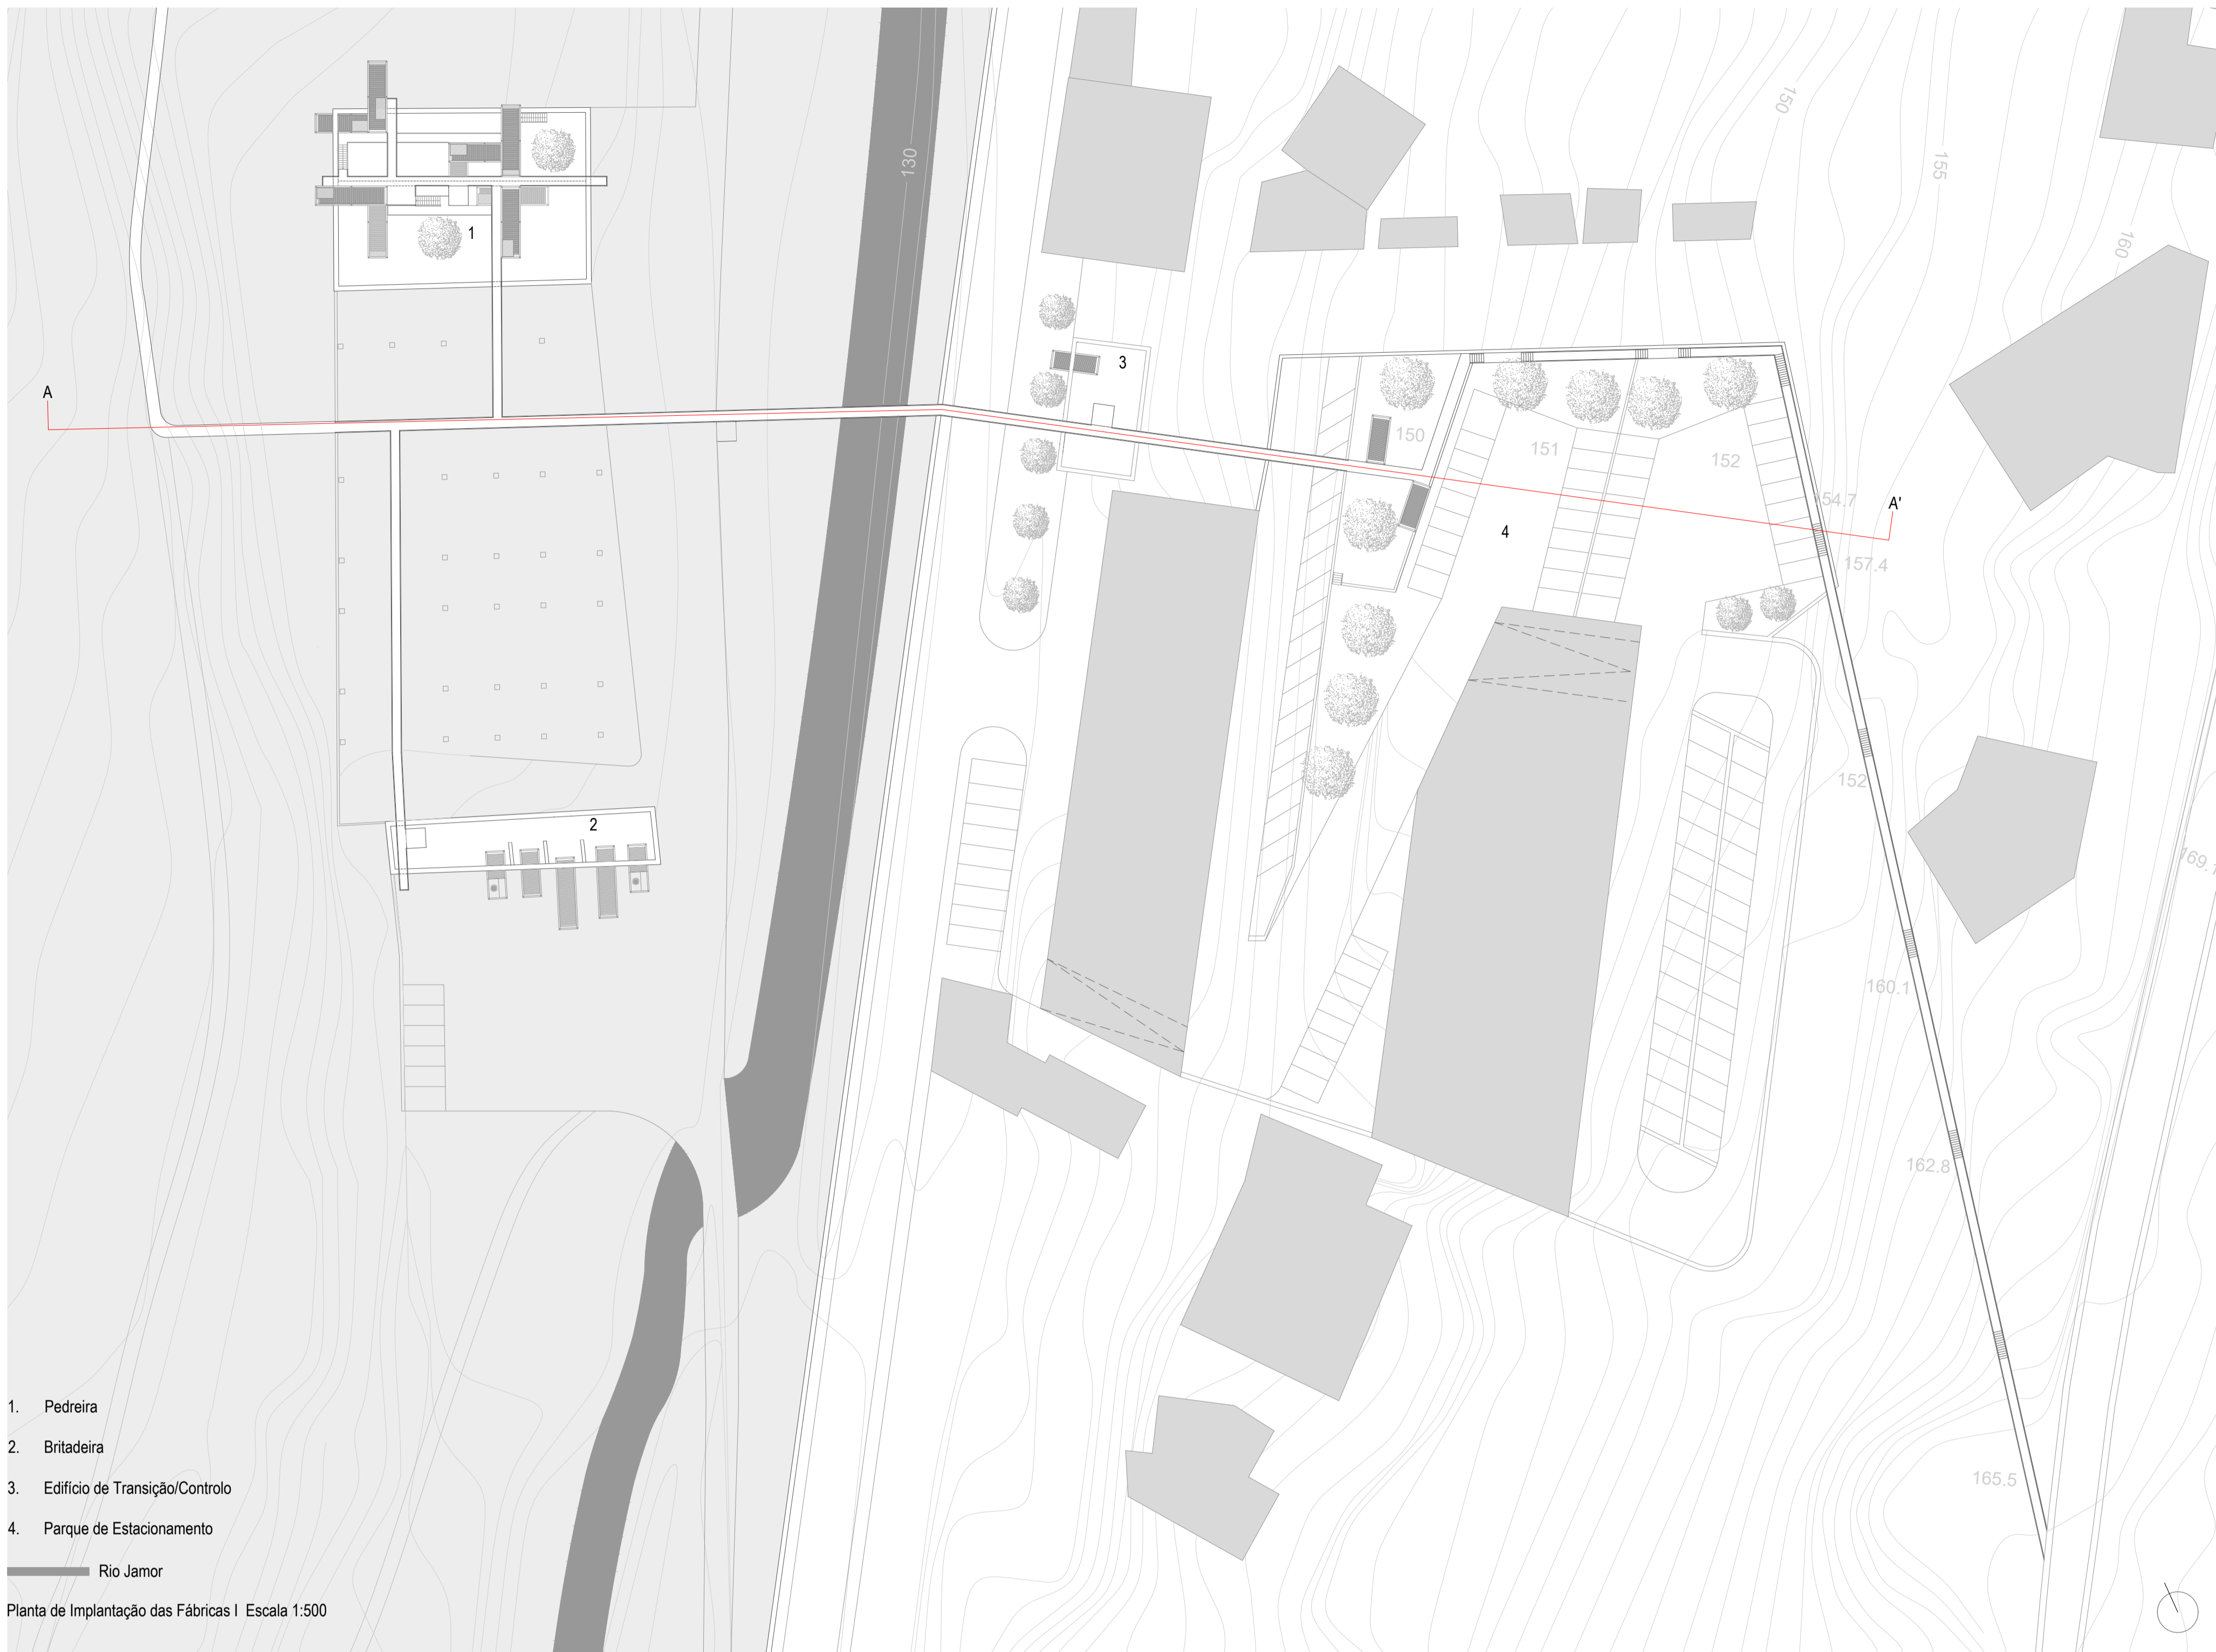 150
130
155
160
1
3
A
150
151
152
54.7
A'
4
157.4
152
2
169.1
160.1
162.8
165.5
1. Pedreira
2. Britadeira
3. Edifício de Transição/Controlo
4. Parque de Estacionamento
Rio Jamor
Planta de Implantação das Fábricas I Escala 1:500